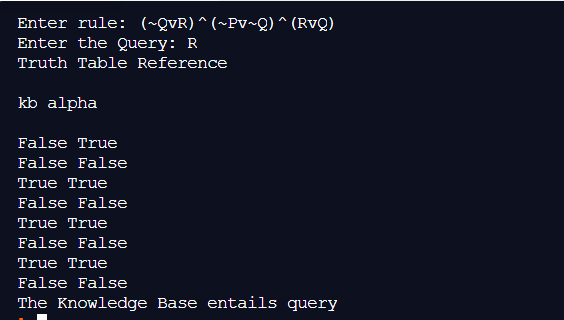 Enter rule: (~QvR)^(~Pv~Q)^(RvQ)
Enter the Query: R
Truth Table Reference
kb alpha
False True
False False
True True
False False
True True
False False
True True
False False
The Knowledge Base entails query